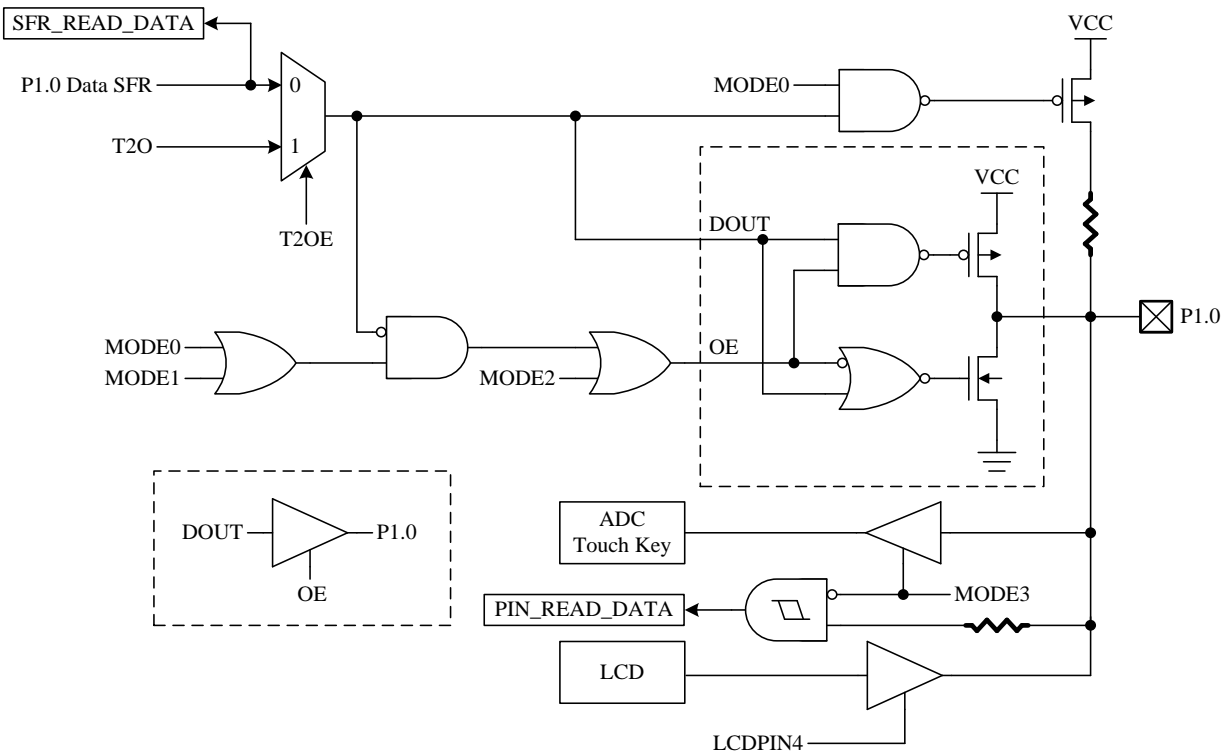 SFR_READ_DATA
VCC
P1.0 Data SFR
0
MODE0
T2O
1
VCC
DOUT
T2OE
P1.0
MODE0
MODE1
MODE2
OE
DOUT
P1.0
OE
ADC
Touch Key
MODE3
PIN_READ_DATA
LCD
LCDPIN4